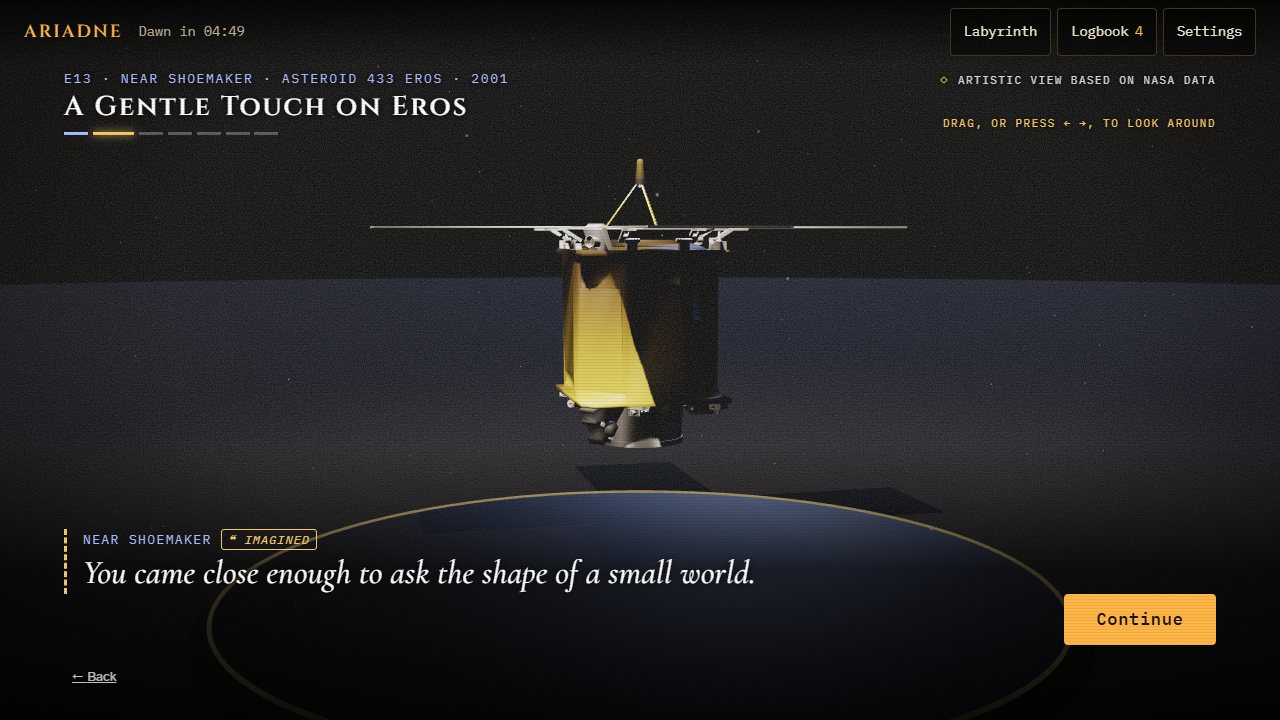 ARIADNE Dawn in 04:49 Labyrinth Logbook 4 Settings
E13 · NEAR SHOEMAKER · ASTEROID 433 EROS · 2001
◇ ARTISTIC VIEW BASED ON NASA DATA
A Gentle Touch on Eros
DRAG, OR PRESS ← →, TO LOOK AROUND
NEAR SHOEMAKER ❝ IMAGINED
You came close enough to ask the shape of a small world.
Continue
← Back